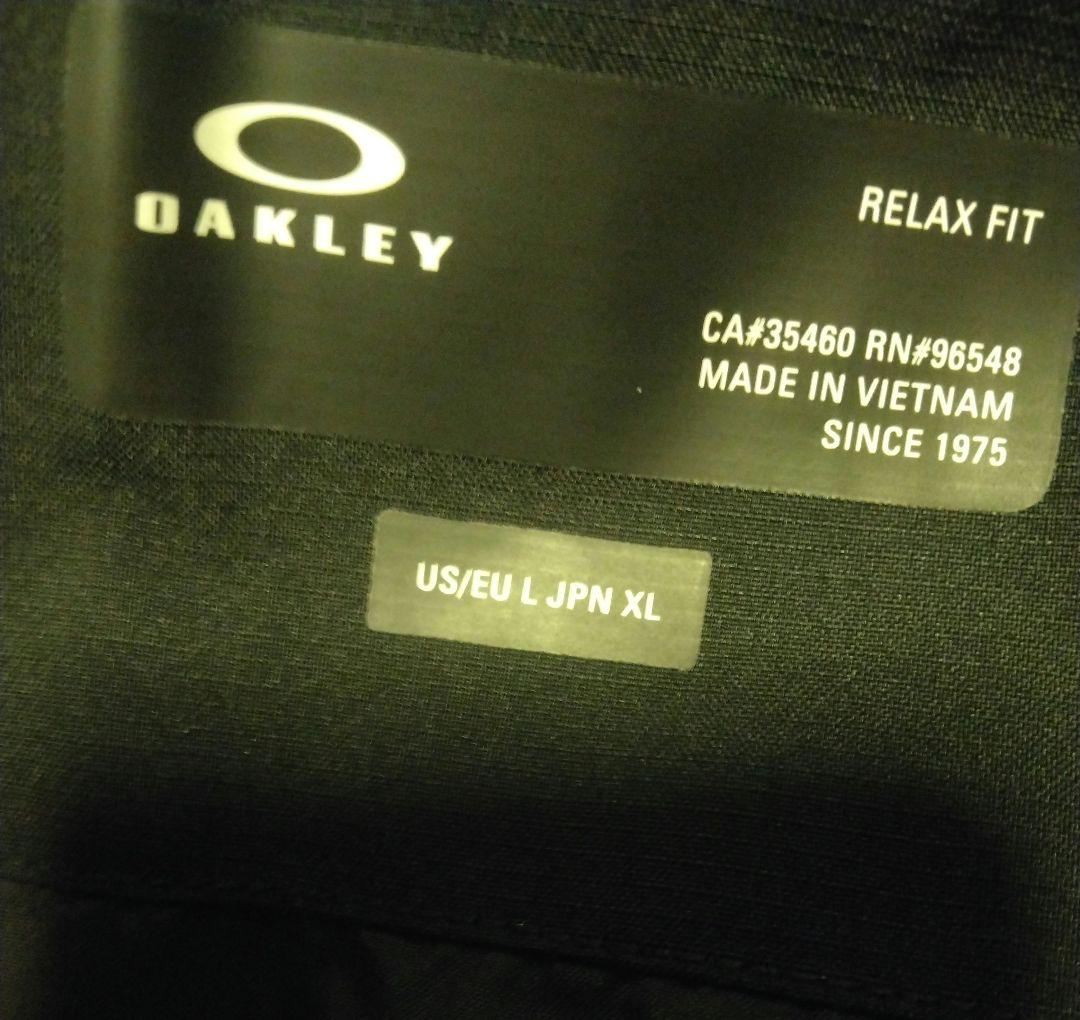 OAKLEY
RELAX FIT
CA#35460 RN#96548
MADE IN VIETNAM
SINCE 1975
US/EU L JPN XL